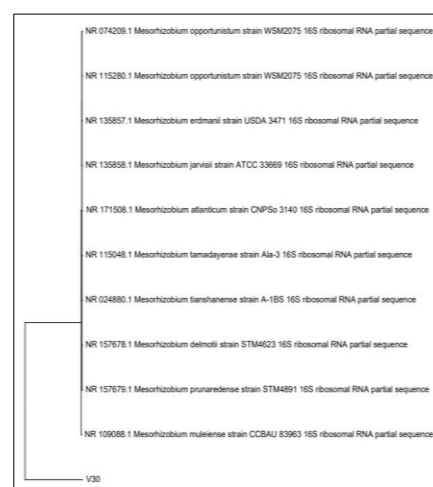 NR 074209.1 Mesorhizobium opportunistum strain WSM2075 16S ribosomal RNA partial sequence
NR 115280.1 Mesorhizobium opportunistum strain WSM2075 16S ribosomal RNA partial sequence
NR 135857.1 Mesorhizobium erdmanii strain USDA 3471 16S ribosomal RNA partial sequence
NR 135858.1 Mesorhizobium jarvisii strain ATCC 33669 16S ribosomal RNA partial sequence
NR 171508.1 Mesorhizobium atlanticum strain CNPSo 3140 16S ribosomal RNA partial sequence
NR 115048.1 Mesorhizobium tamadayense strain Ala-3 16S ribosomal RNA partial sequence
NR 024880.1 Mesorhizobium tianshanense strain A-1BS 16S ribosomal RNA partial sequence
NR 157678.1 Mesorhizobium delmotii strain STM4623 16S ribosomal RNA partial sequence
NR 157679.1 Mesorhizobium prunaredense strain STM4891 16S ribosomal RNA partial sequence
NR 109088.1 Mesorhizobium muleiense strain CCBAU 83963 16S ribosomal RNA partial sequence
V30